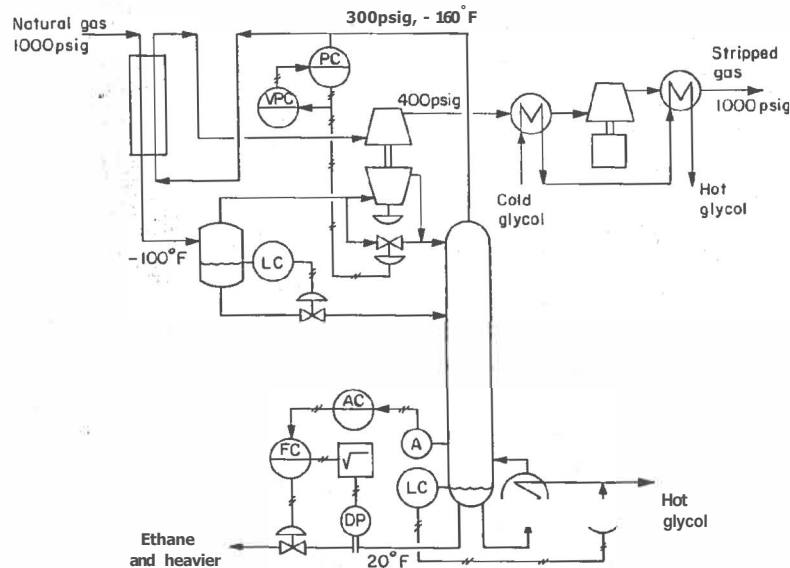 300psig, - 160°F
Natural gas
1000psig
PC
VPC
400psig
Stripped
gas
1000 psig
Cold
glycol
Hot
glycol
-100°F
LC
AC
FC
√
A
LC
DP
Hot
glycol
Ethane
and heavier
20°F